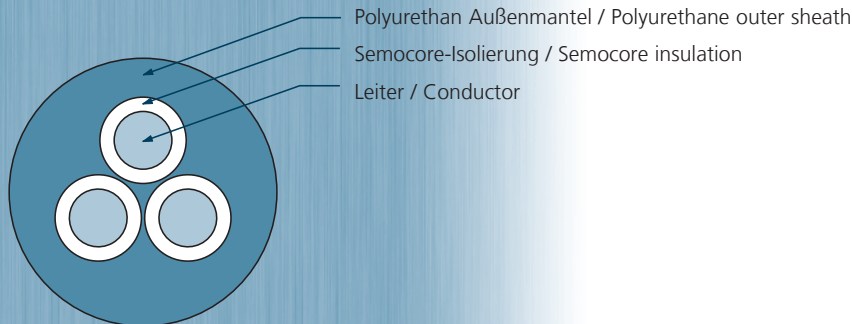 Polyurethan Außenmantel / Polyurethane outer sheath
Semocore-Isolierung / Semocore insulation
Leiter / Conductor